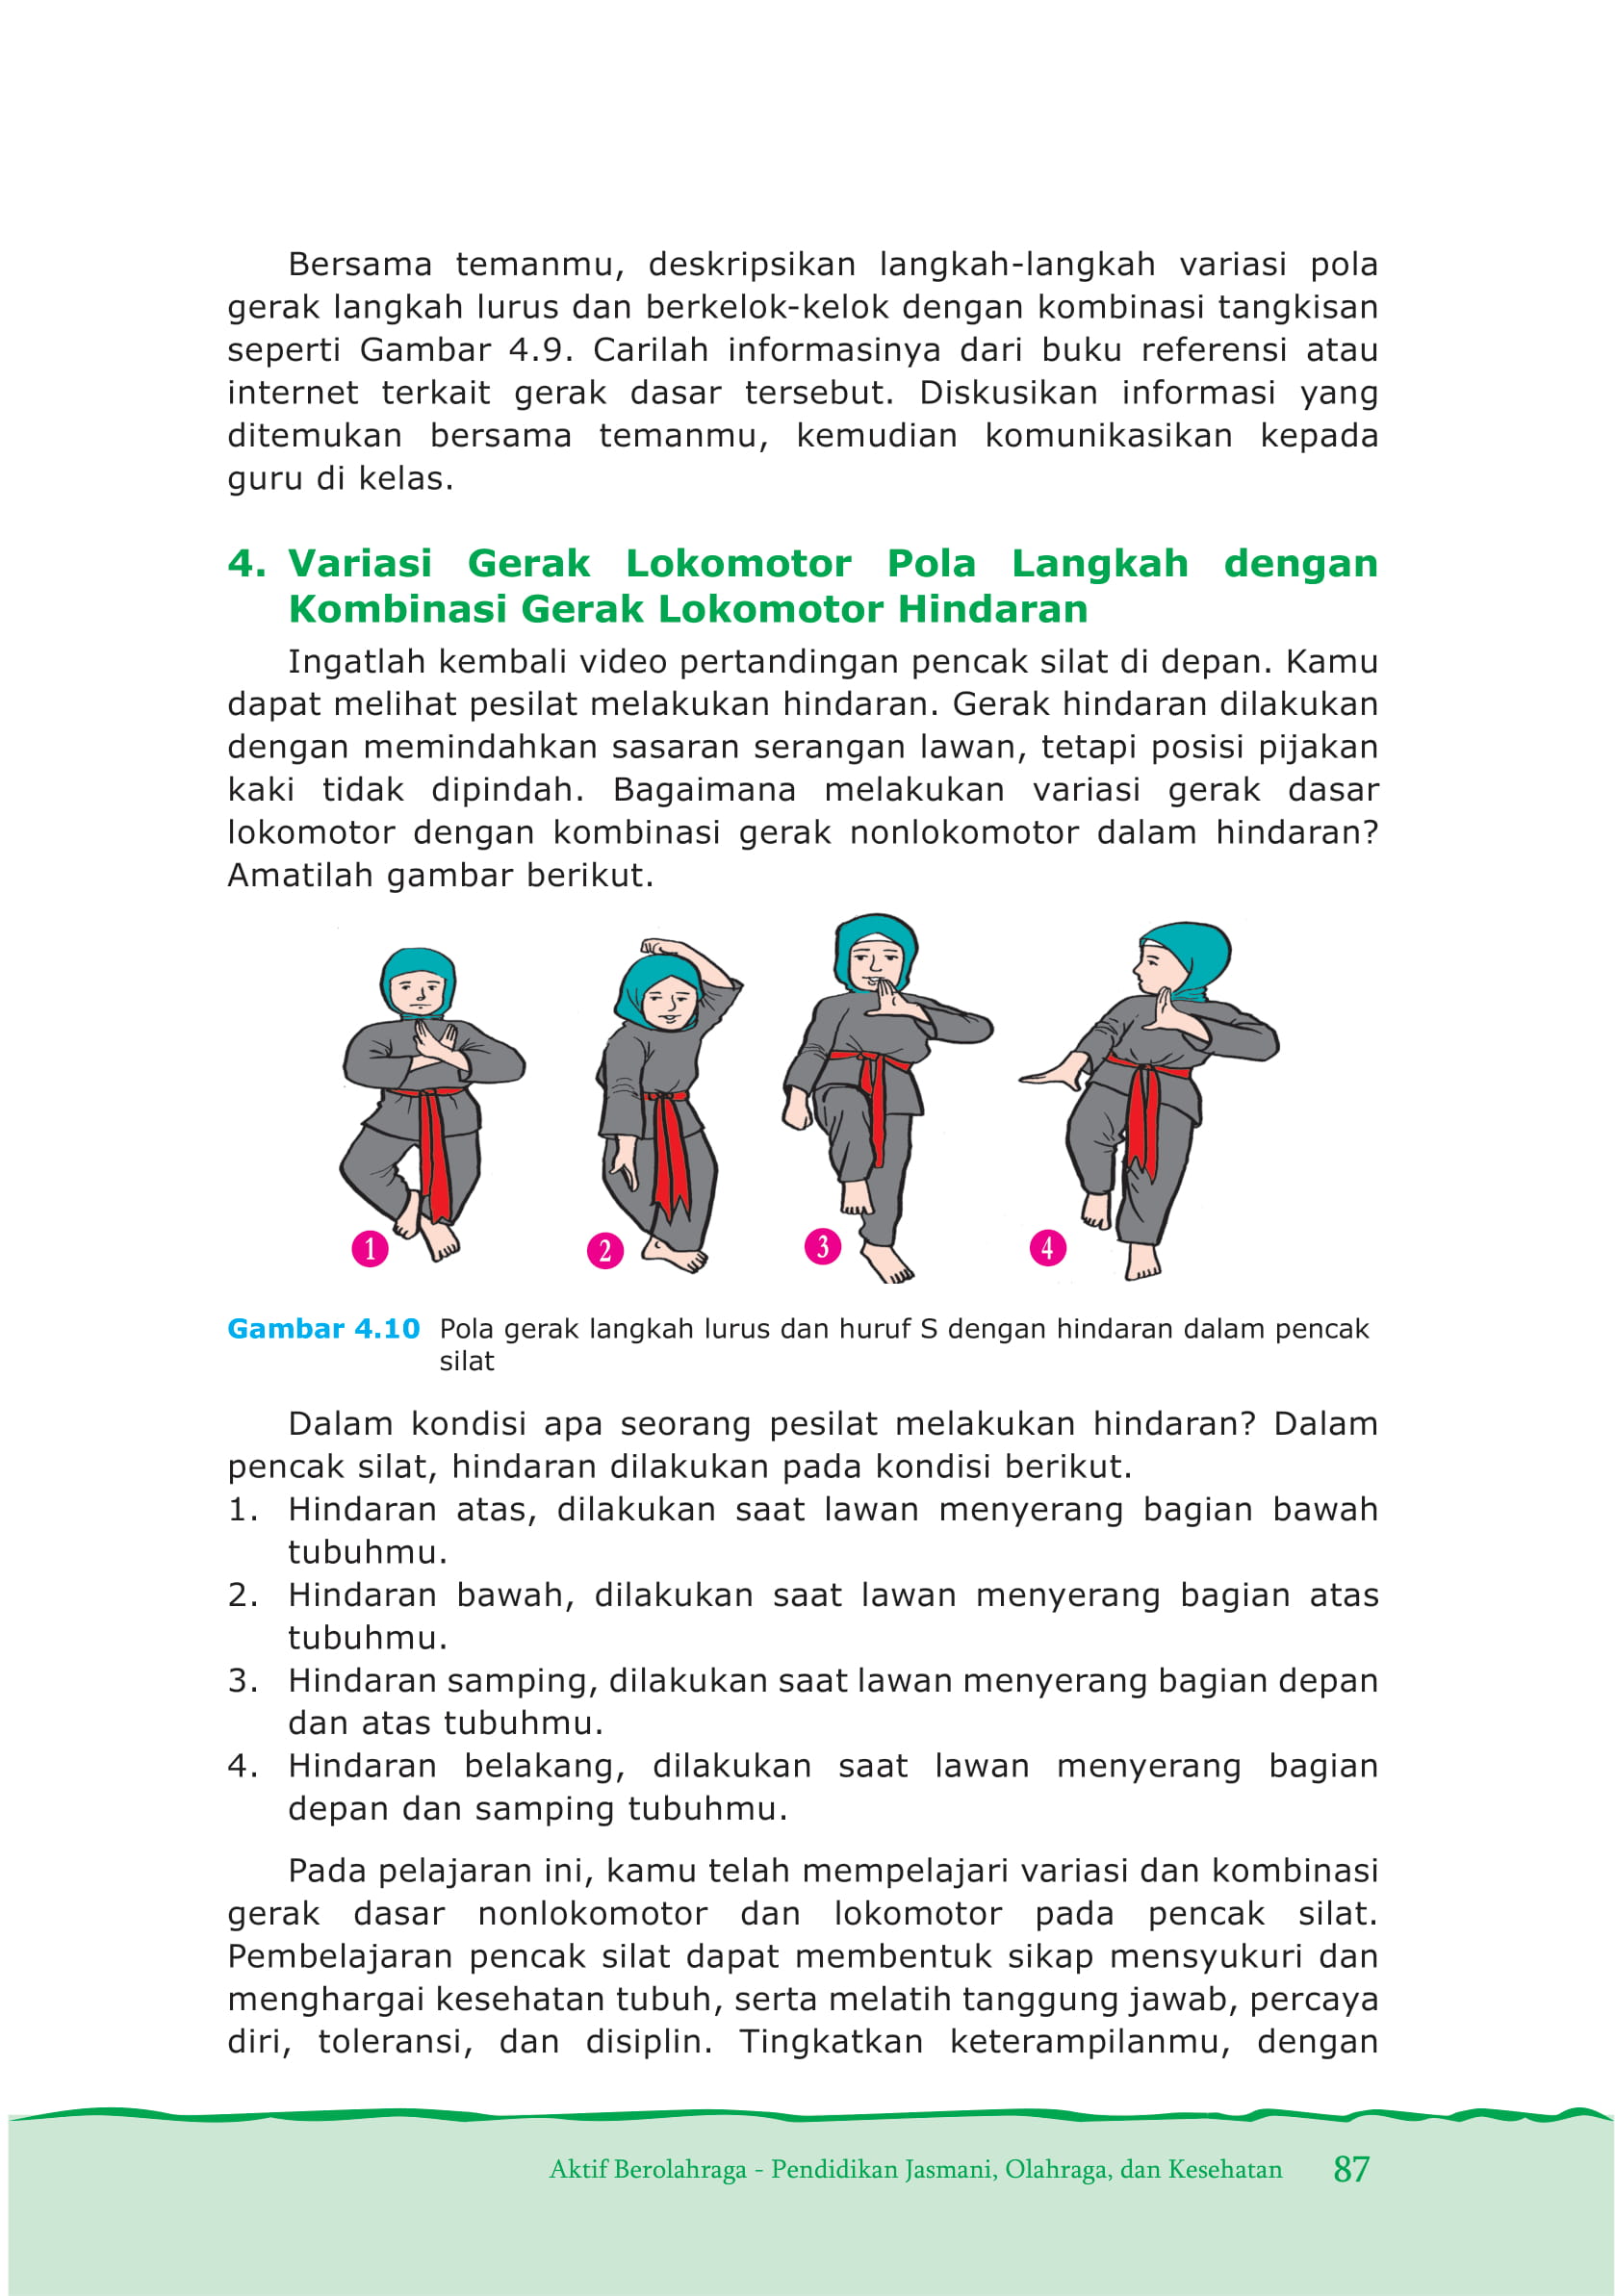 Bersama temanmu, deskripsikan langkah-langkah variasi pola
gerak langkah lurus dan berkelok-kelok dengan kombinasi tangkisan
seperti Gambar 4.9. Carilah informasinya dari buku referensi atau
internet terkait gerak dasar tersebut. Diskusikan informasi yang
ditemukan bersama temanmu, kemudian komunikasikan kepada
guru di kelas.
4. Variasi Gerak Lokomotor Pola Langkah dengan
Kombinasi Gerak Lokomotor Hindaran
Ingatlah kembali video pertandingan pencak silat di depan. Kamu
dapat melihat pesilat melakukan hindaran. Gerak hindaran dilakukan
dengan memindahkan sasaran serangan lawan, tetapi posisi pijakan
kaki tidak dipindah. Bagaimana melakukan variasi gerak dasar
lokomotor dengan kombinasi gerak nonlokomotor dalam hindaran?
Amatilah gambar berikut.
1 2 3 4
Gambar 4.10 Pola gerak langkah lurus dan huruf S dengan hindaran dalam pencak
silat
Dalam kondisi apa seorang pesilat melakukan hindaran? Dalam
pencak silat, hindaran dilakukan pada kondisi berikut.
1. Hindaran atas, dilakukan saat lawan menyerang bagian bawah
tubuhmu.
2. Hindaran bawah, dilakukan saat lawan menyerang bagian atas
tubuhmu.
3. Hindaran samping, dilakukan saat lawan menyerang bagian depan
dan atas tubuhmu.
4. Hindaran belakang, dilakukan saat lawan menyerang bagian
depan dan samping tubuhmu.
Pada pelajaran ini, kamu telah mempelajari variasi dan kombinasi
gerak dasar nonlokomotor dan lokomotor pada pencak silat.
Pembelajaran pencak silat dapat membentuk sikap mensyukuri dan
menghargai kesehatan tubuh, serta melatih tanggung jawab, percaya
diri, toleransi, dan disiplin. Tingkatkan keterampilanmu, dengan
Aktif Berolahraga - Pendidikan Jasmani, Olahraga, dan Kesehatan 87